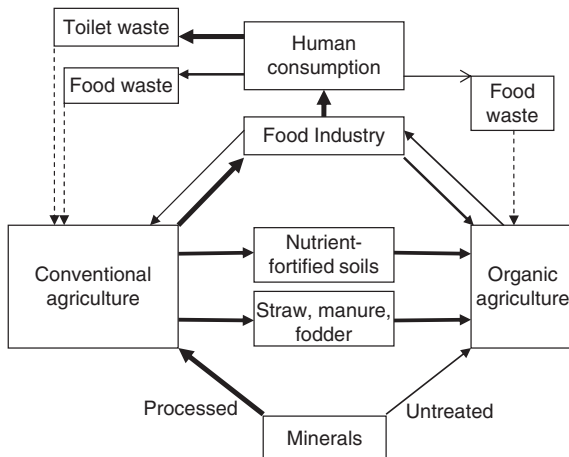 Toilet waste
Human
consumption
Food waste
Food
waste
Food Industry
Conventional
agriculture
Nutrient-
fortified soils
Straw, manure,
fodder
Organic
agriculture
Processed
Untreated
Minerals